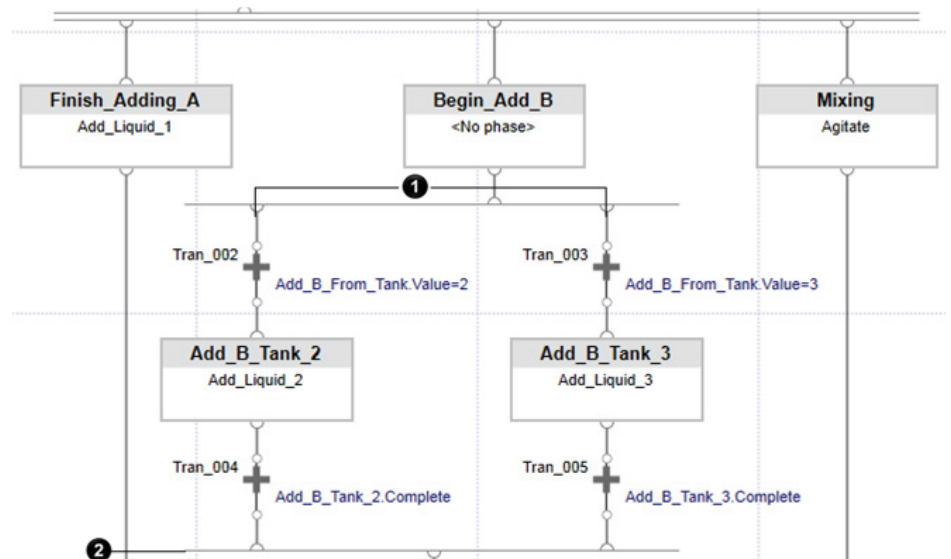 Finish_Adding_A
Add_Liquid_1
Begin_Add_B
<No phase>
Mixing
Agitate
1
Tran_002
Add_B_From_Tank.Value=2
Tran_003
Add_B_From_Tank.Value=3
Add_B_Tank_2
Add_Liquid_2
Add_B_Tank_3
Add_Liquid_3
Tran_004
Add_B_Tank_2.Complete
Tran_005
Add_B_Tank_3.Complete
2